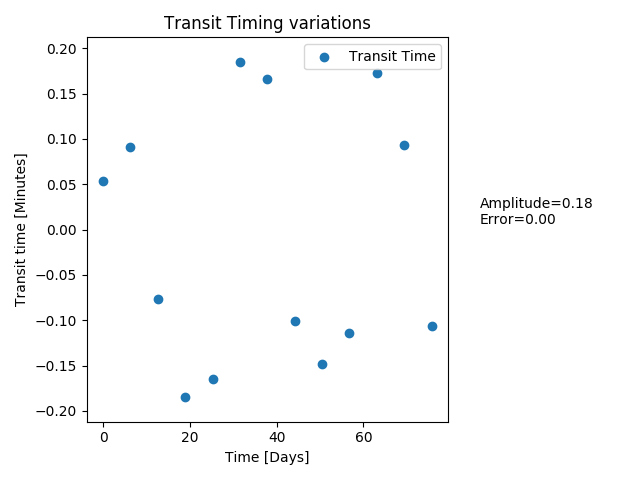 Transit Timing variations
Transit Time
0.20
0.15
0.10
0.05
0.00
−0.05
−0.10
−0.15
−0.20
Transit time [Minutes]
Amplitude=0.18
Error=0.00
0 20 40 60
Time [Days]